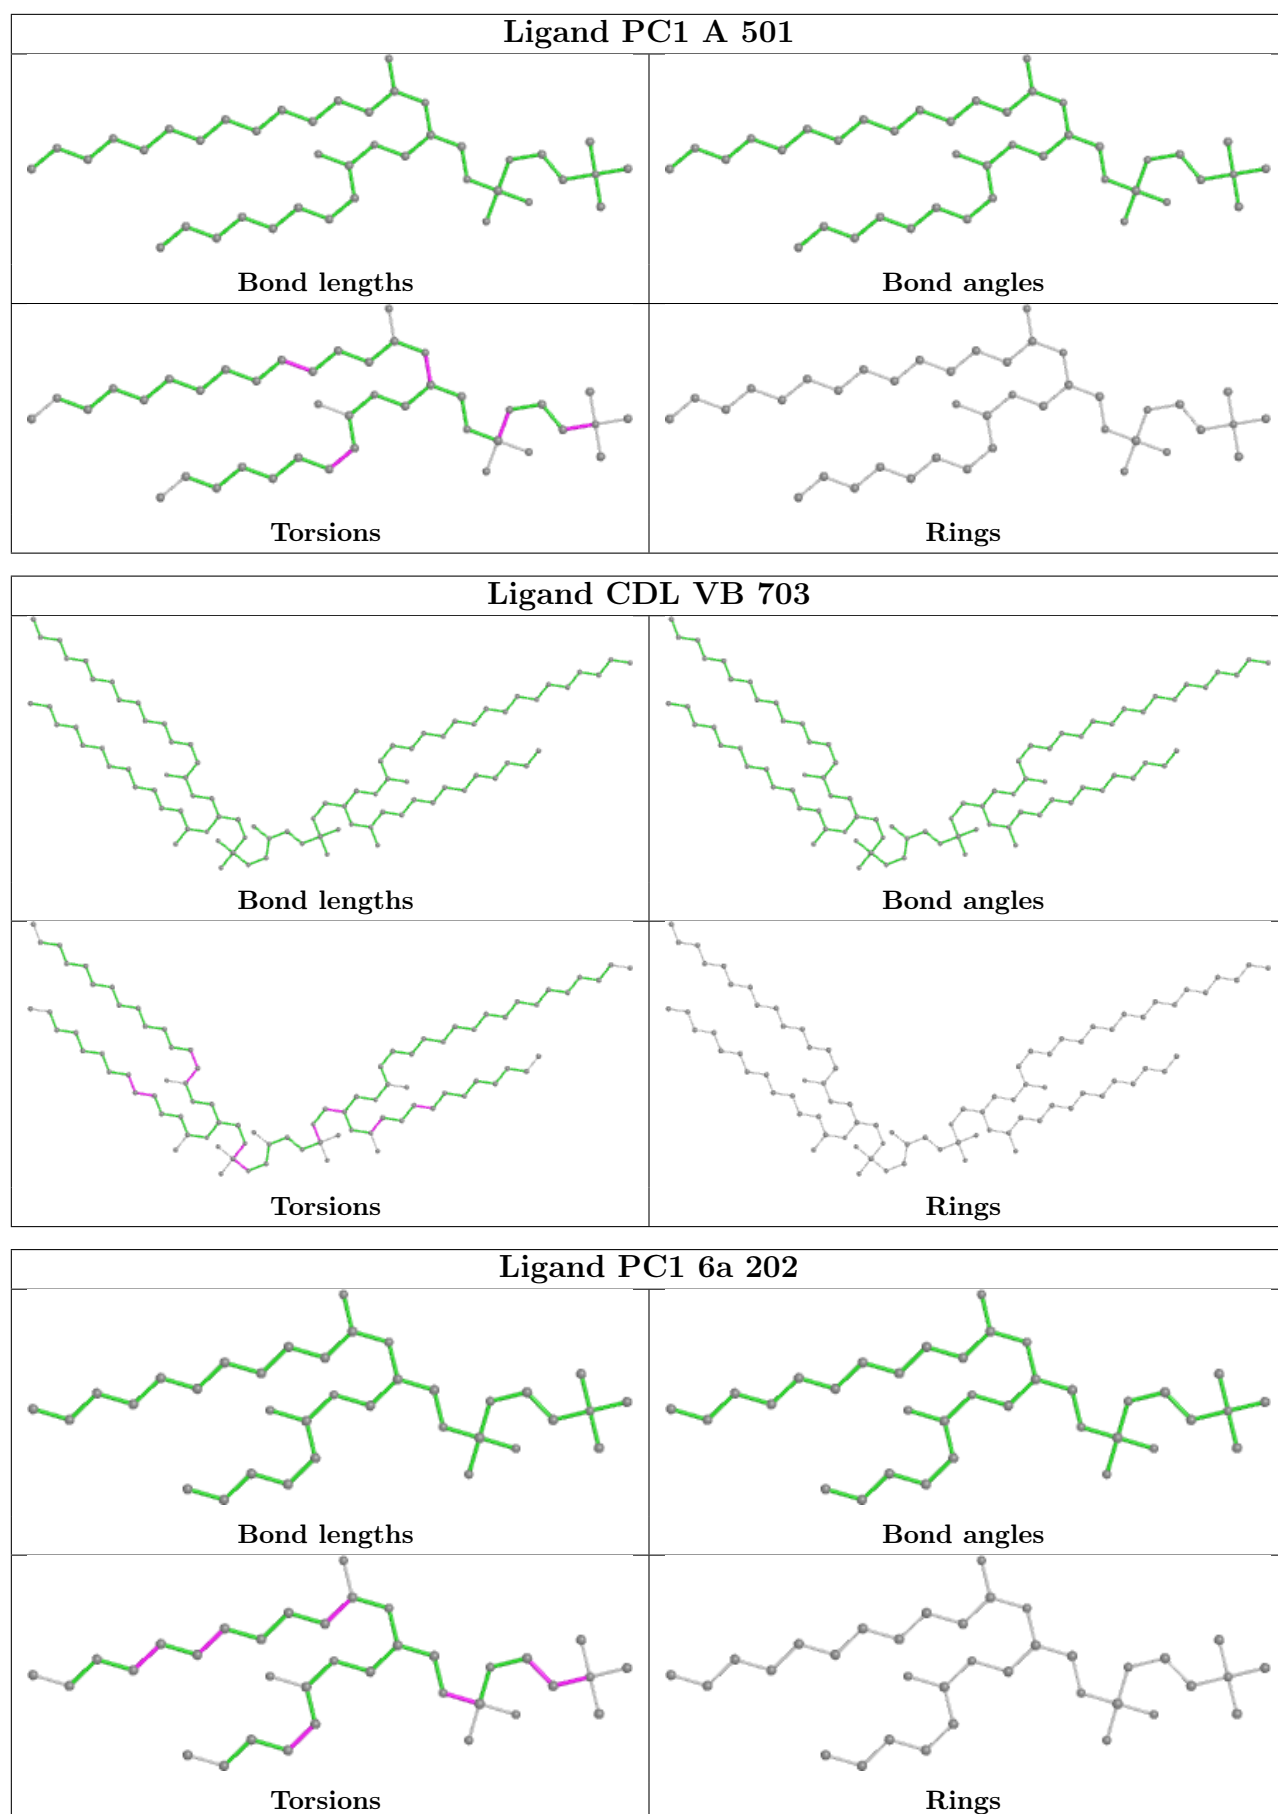 Ligand PC1 A 501
Bond lengths
Bond angles
Torsions
Rings
Ligand CDL VB 703
Bond lengths
Bond angles
Torsions
Rings
Ligand PC1 6a 202
Bond lengths
Bond angles
Torsions
Rings